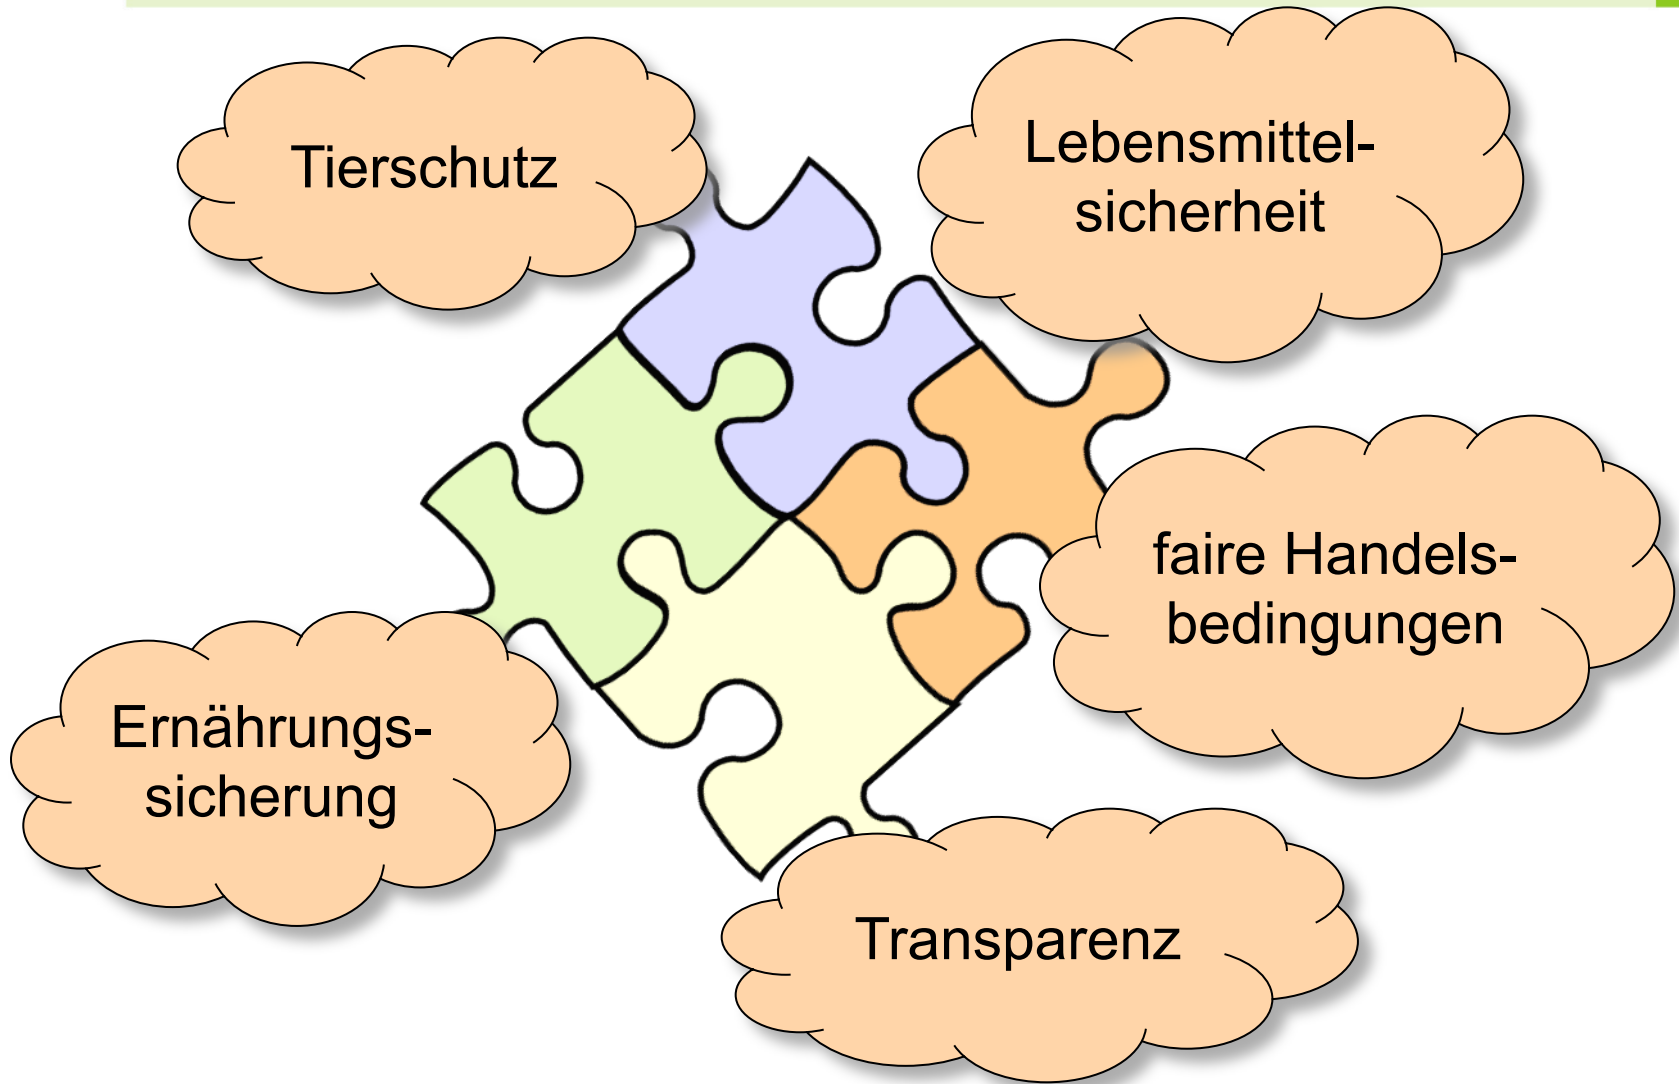 Tierschutz
Lebensmittel-
sicherheit
faire Handels-
bedingungen
Ernährungs-
sicherung
Transparenz